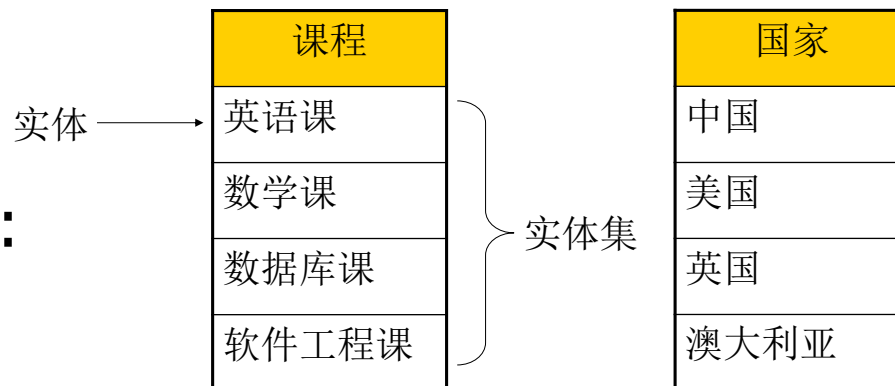 课程
国家
实体
英语课
中国
:
数学课
美国
实体集
数据库课
英国
软件工程课
澳大利亚